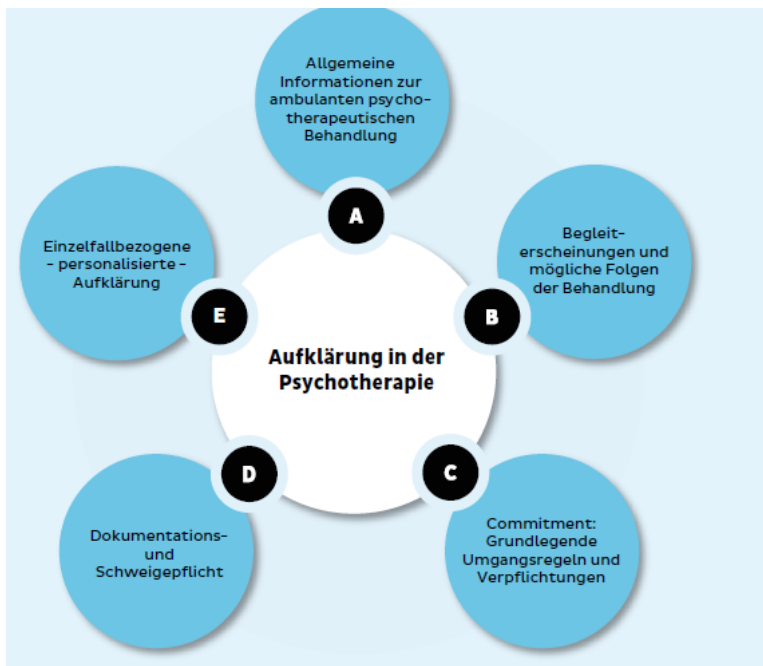 Allgemeine
Informationen zur
ambulanten psycho-
therapeutischen
Behandlung
A
Begleit-
erscheinungen und
mögliche Folgen
der Behandlung
B
Commitment:
Grundlegende
Umgangsregeln und
Verpflichtungen
C
Dokumentations-
und
Schweigepflicht
D
Einzelfallbezogene
- personalisierte -
Aufklärung
E
Aufklärung in der
Psychotherapie